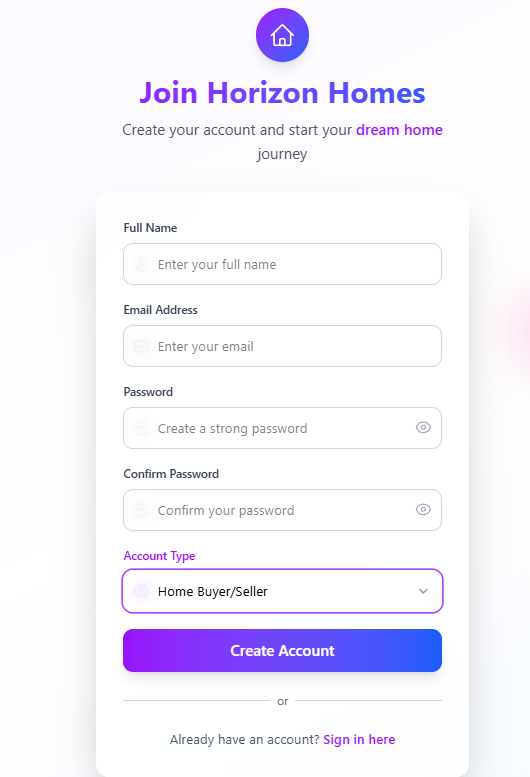 Join Horizon Homes
Create your account and start your dream home
journey
Full Name
Enter your full name
Email Address
Enter your email
Password
Create a strong password
Confirm Password
Confirm your password
Account Type
Home Buyer/Seller
Create Account
or
Already have an account? Sign in here